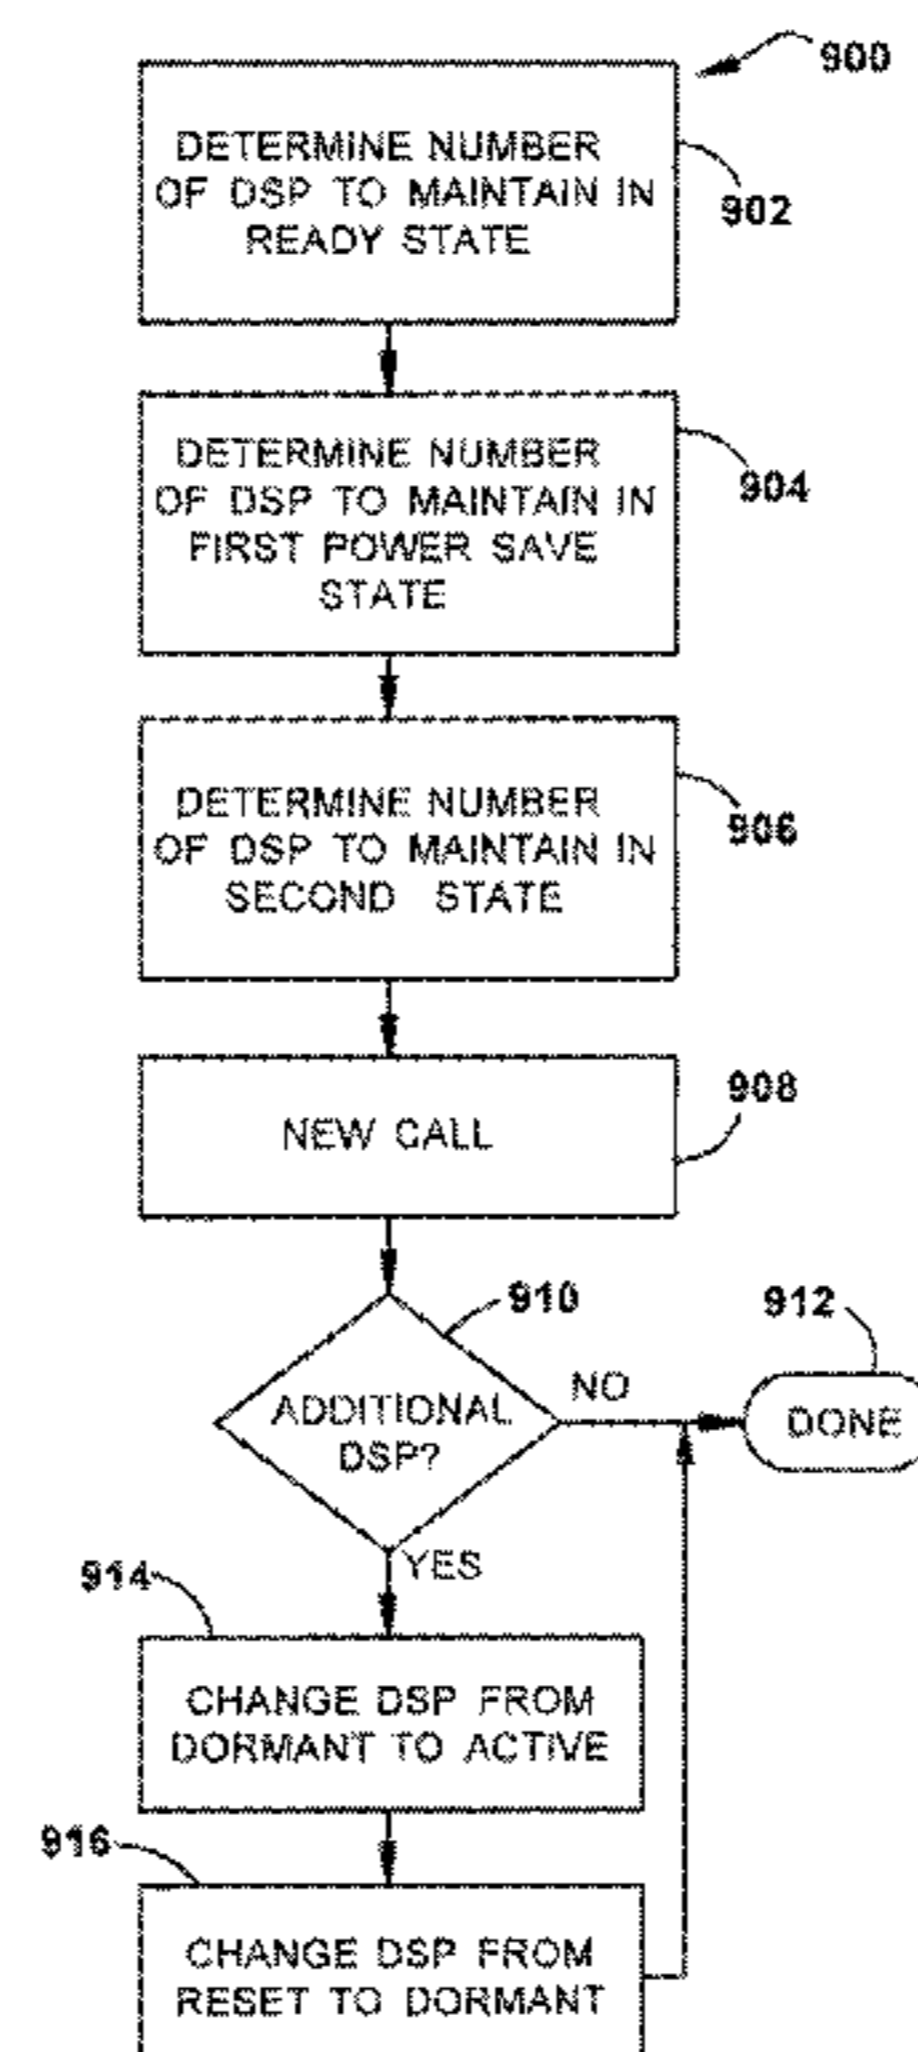 900
DETERMINE NUMBER
OF DSP TO MAINTAIN IN
READY STATE
902
DETERMINE NUMBER
OF DSP TO MAINTAIN IN
FIRST POWER SAVE
STATE
904
DETERMINE NUMBER
OF DSP TO MAINTAIN IN
SECOND STATE
906
NEW CALL
908
910
912
ADDITIONAL
DSP?
NO
DONE
YES
914
CHANGE DSP FROM
DORMANT TO ACTIVE
916
CHANGE DSP FROM
RESET TO DORMANT